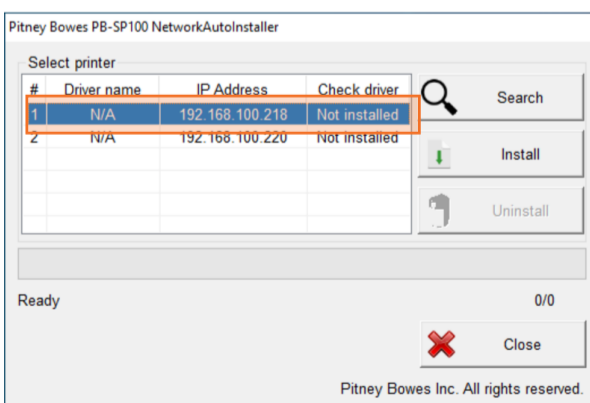 Pitney Bowes PB-SP100 NetworkAutoInstaller
Select printer
# Driver name IP Address Check driver
1 N/A 192.168.100.218 Not installed
2 N/A 192.168.100.220 Not installed
Search
Install
Uninstall
Ready 0/0
Close
Pitney Bowes Inc. All rights reserved.